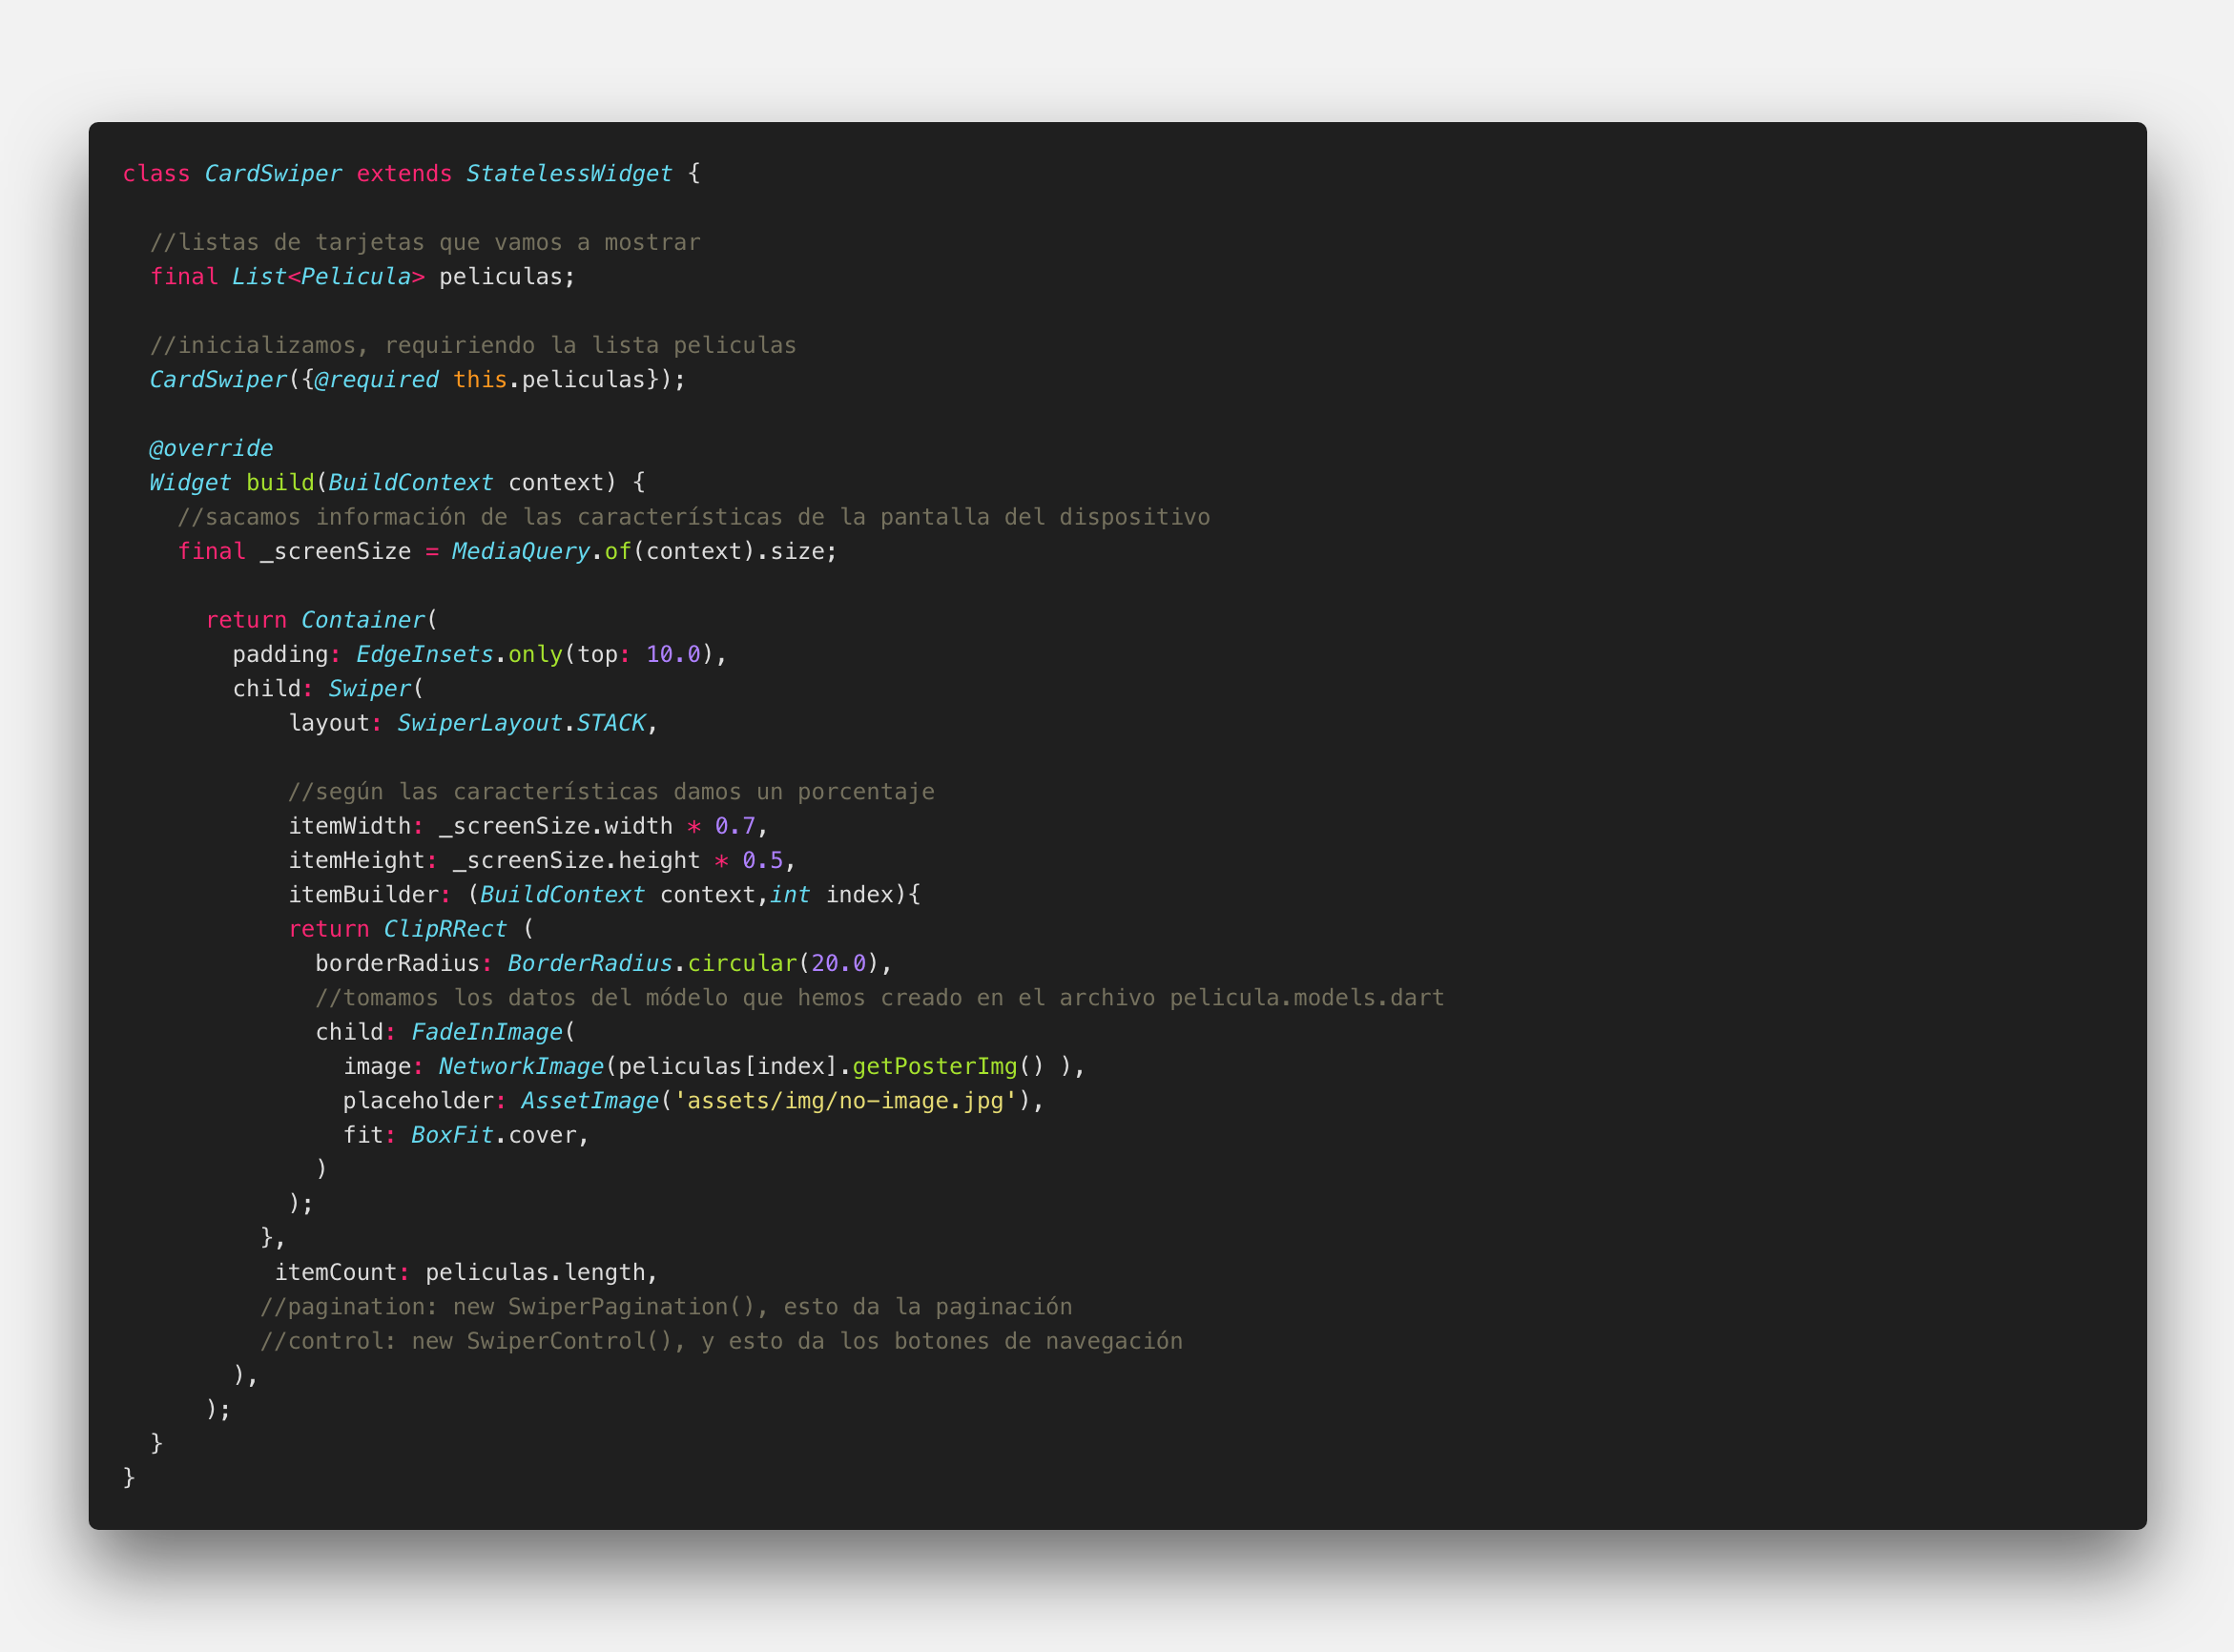 class CardSwiper extends StatelessWidget {
//listas de tarjetas que vamos a mostrar
final List<Pelicula> peliculas;
//inicializamos, requiriendo la lista peliculas
CardSwiper({@required this.peliculas});
@override
Widget build(BuildContext context) {
//sacamos información de las características de la pantalla del dispositivo
final _screenSize = MediaQuery.of(context).size;
return Container(
padding: EdgeInsets.only(top: 10.0),
child: Swiper(
layout: SwiperLayout.STACK,
//según las características damos un porcentaje
itemWidth: _screenSize.width * 0.7,
itemHeight: _screenSize.height * 0.5,
itemBuilder: (BuildContext context,int index){
return ClipRRect (
borderRadius: BorderRadius.circular(20.0),
//tomamos los datos del módelo que hemos creado en el archivo pelicula.models.dart
child: FadeInImage(
image: NetworkImage(peliculas[index].getPosterImg() ),
placeholder: AssetImage('assets/img/no-image.jpg'),
fit: BoxFit.cover,
)
);
},
itemCount: peliculas.length,
//pagination: new SwiperPagination(), esto da la paginación
//control: new SwiperControl(), y esto da los botones de navegación
),
);
}
}